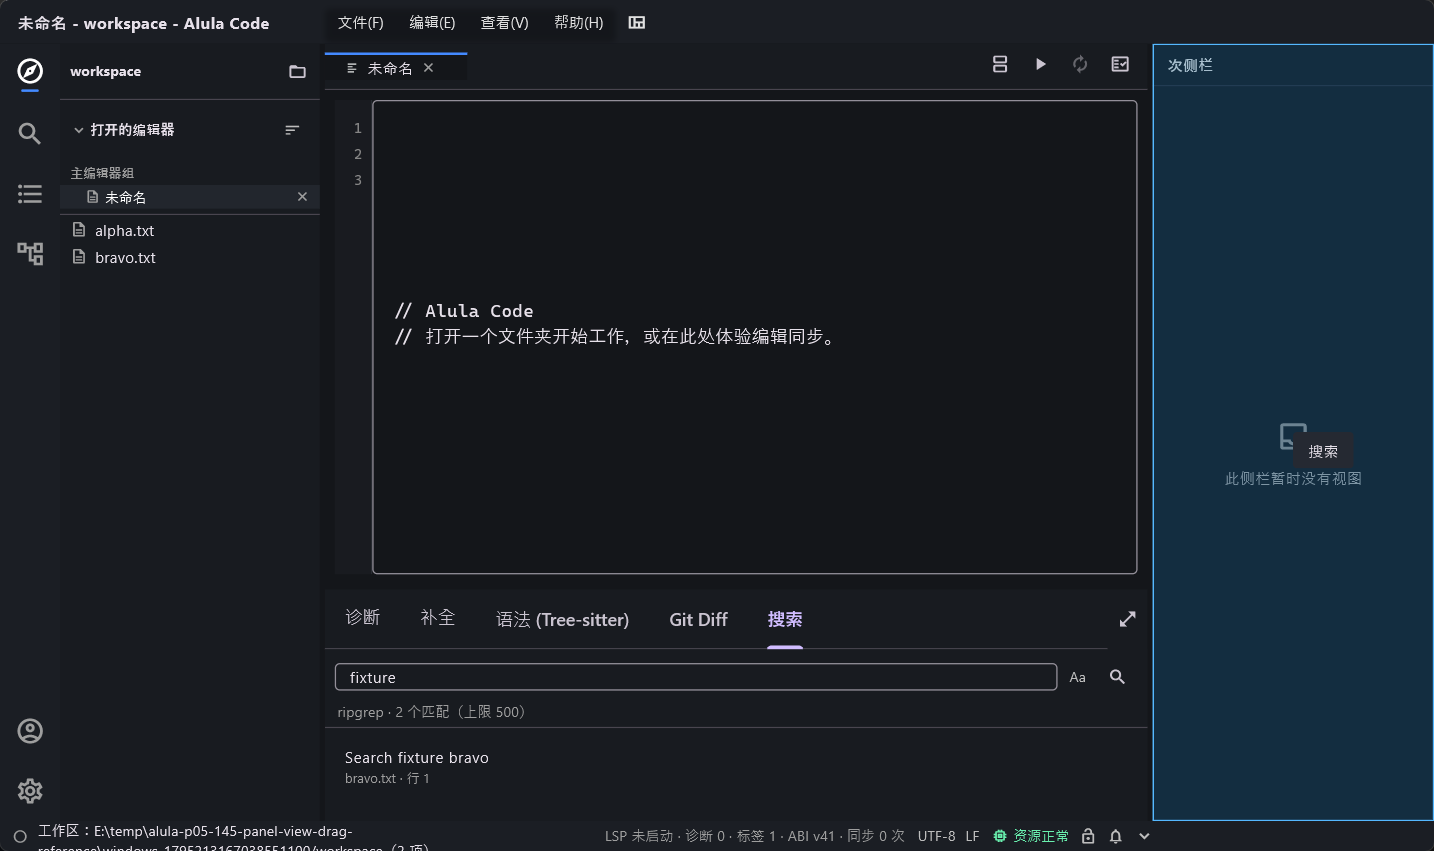 未命名 - workspace - Alula Code
文件(F) 编辑(E) 查看(V) 帮助(H)
workspace
打开的编辑器
主编辑器组
未命名
alpha.txt
bravo.txt
未命名
1
2
3
// Alula Code
// 打开一个文件夹开始工作，或在此处体验编辑同步。
诊断 补全 语法 (Tree-sitter) Git Diff 搜索
fixture
Aa
ripgrep · 2 个匹配（上限 500）
Search fixture bravo
bravo.txt · 行 1
次侧栏
搜索
此侧栏暂时没有视图
工作区：E:\temp\alula-p05-145-panel-view-drag-
reference\windows-1795213167038551100/workspace（2 项）
LSP 未启动 · 诊断 0 · 标签 1 · ABI v41 · 同步 0 次 UTF-8 LF 资源正常